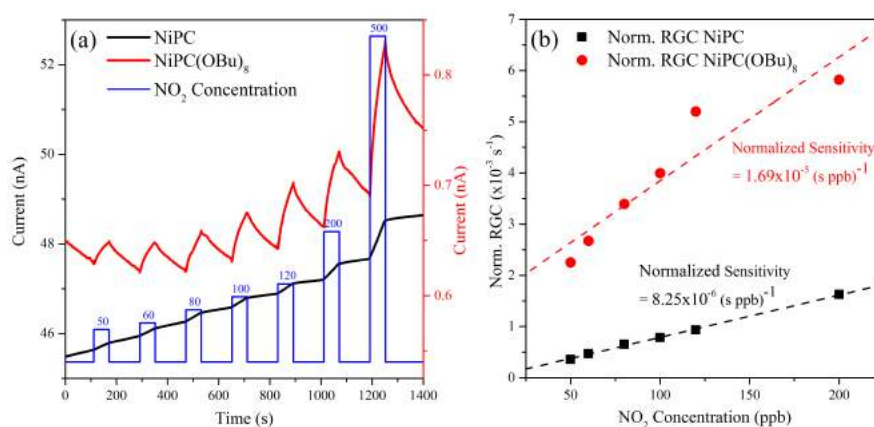 (a)
NiPC
NiPC(OBu)8
NO2 Concentration
52
50
48
46
Current (nA)
0.8
0.7
0.6
Current (nA)
50
60
80
100
120
200
500
0 200 400 600 800 1000 1200 1400
Time (s)
(b)
Norm. RGC NiPC
Norm. RGC NiPC(OBu)8
7
6
5
4
3
2
1
0
Norm. RGC (x10-3 s-1)
Normalized Sensitivity
= 1.69x10-5 (s ppb)-1
Normalized Sensitivity
= 8.25x10-6 (s ppb)-1
50 100 150 200
NO2 Concentration (ppb)